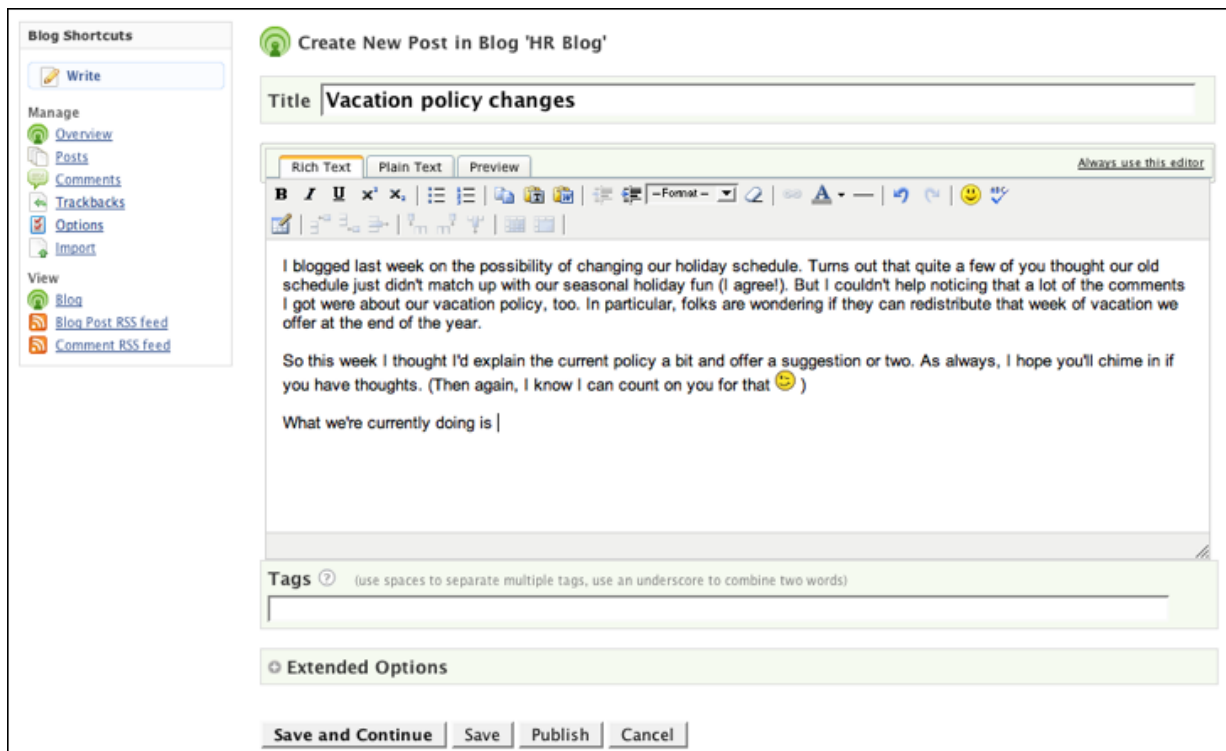 Blog Shortcuts
Write
Manage
Overview
Posts
Comments
Trackbacks
Options
Import
View
Blog
Blog Post RSS feed
Comment RSS feed
Create New Post in Blog 'HR Blog'
Title Vacation policy changes
Rich Text Plain Text Preview Always use this editor
B I U x² x₂ --Format-- A ABC
I blogged last week on the possibility of changing our holiday schedule. Turns out that quite a few of you thought our old
schedule just didn't match up with our seasonal holiday fun (I agree!). But I couldn't help noticing that a lot of the comments
I got were about our vacation policy, too. In particular, folks are wondering if they can redistribute that week of vacation we
offer at the end of the year.
So this week I thought I'd explain the current policy a bit and offer a suggestion or two. As always, I hope you'll chime in if
you have thoughts. (Then again, I know I can count on you for that )
What we're currently doing is
Tags ? (use spaces to separate multiple tags, use an underscore to combine two words)
Extended Options
Save and Continue Save Publish Cancel